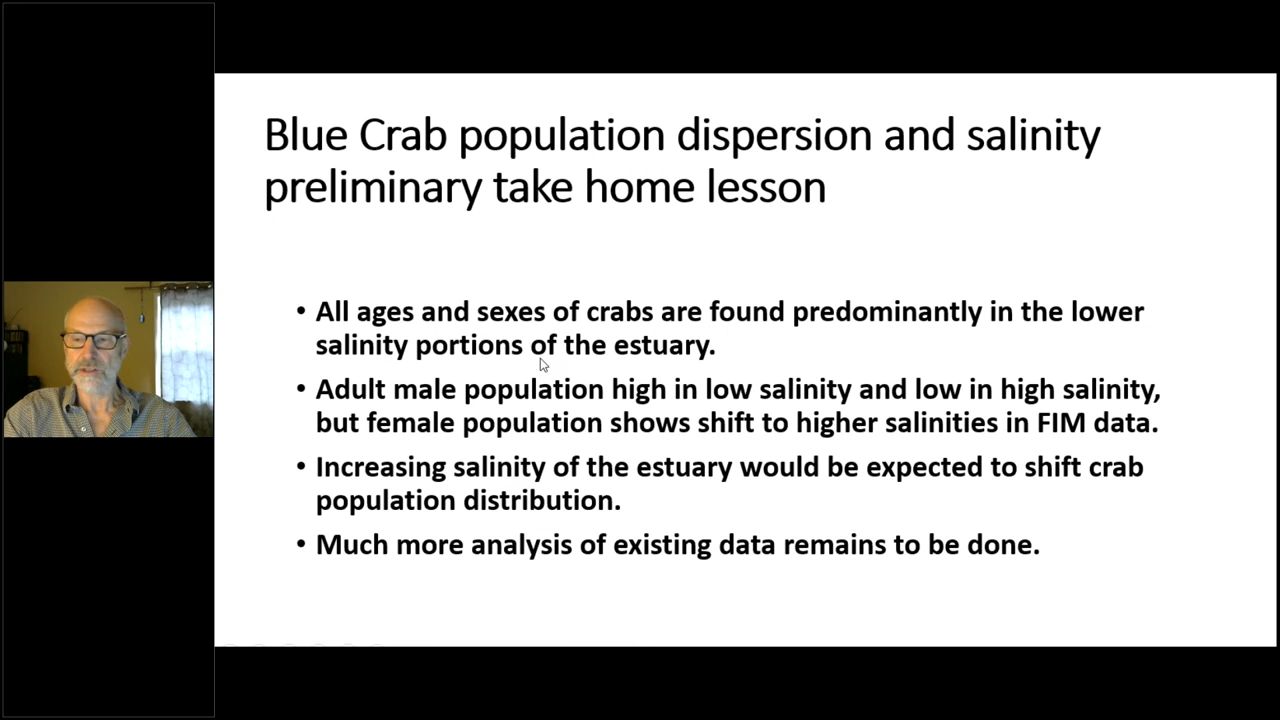 Blue Crab population dispersion and salinity
preliminary take home lesson
• All ages and sexes of crabs are found predominantly in the lower
salinity portions of the estuary.
• Adult male population high in low salinity and low in high salinity,
but female population shows shift to higher salinities in FIM data.
• Increasing salinity of the estuary would be expected to shift crab
population distribution.
• Much more analysis of existing data remains to be done.